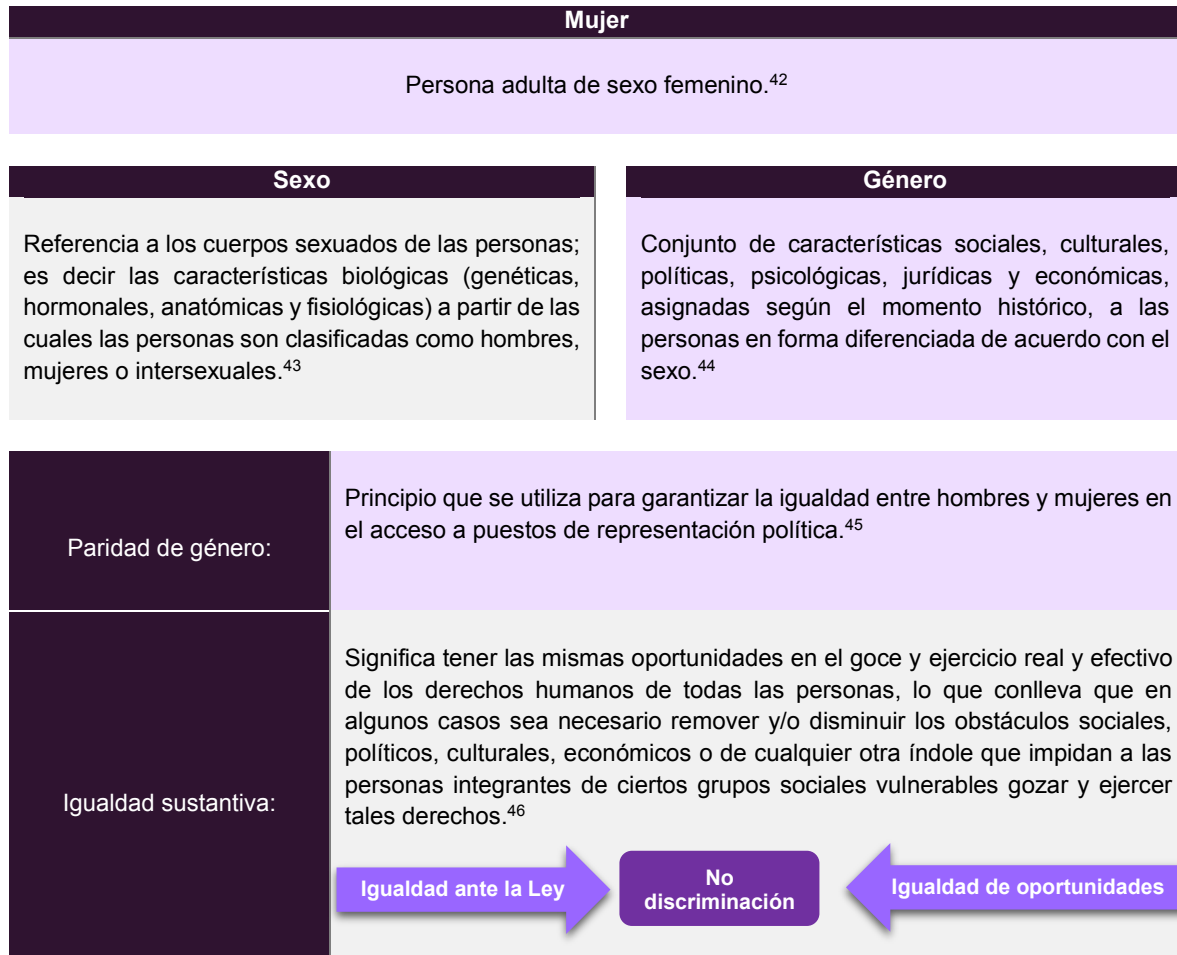 Mujer
Persona adulta de sexo femenino.42
Sexo
Referencia a los cuerpos sexuados de las personas;
es decir las características biológicas (genéticas,
hormonales, anatómicas y fisiológicas) a partir de las
cuales las personas son clasificadas como hombres,
mujeres o intersexuales.43
Género
Conjunto de características sociales, culturales,
políticas, psicológicas, jurídicas y económicas,
asignadas según el momento histórico, a las
personas en forma diferenciada de acuerdo con el
sexo.44
Paridad de género:
Principio que se utiliza para garantizar la igualdad entre hombres y mujeres en
el acceso a puestos de representación política.45
Igualdad sustantiva:
Significa tener las mismas oportunidades en el goce y ejercicio real y efectivo
de los derechos humanos de todas las personas, lo que conlleva que en
algunos casos sea necesario remover y/o disminuir los obstáculos sociales,
políticos, culturales, económicos o de cualquier otra índole que impidan a las
personas integrantes de ciertos grupos sociales vulnerables gozar y ejercer
tales derechos.46
Igualdad ante la Ley
No
discriminación
Igualdad de oportunidades